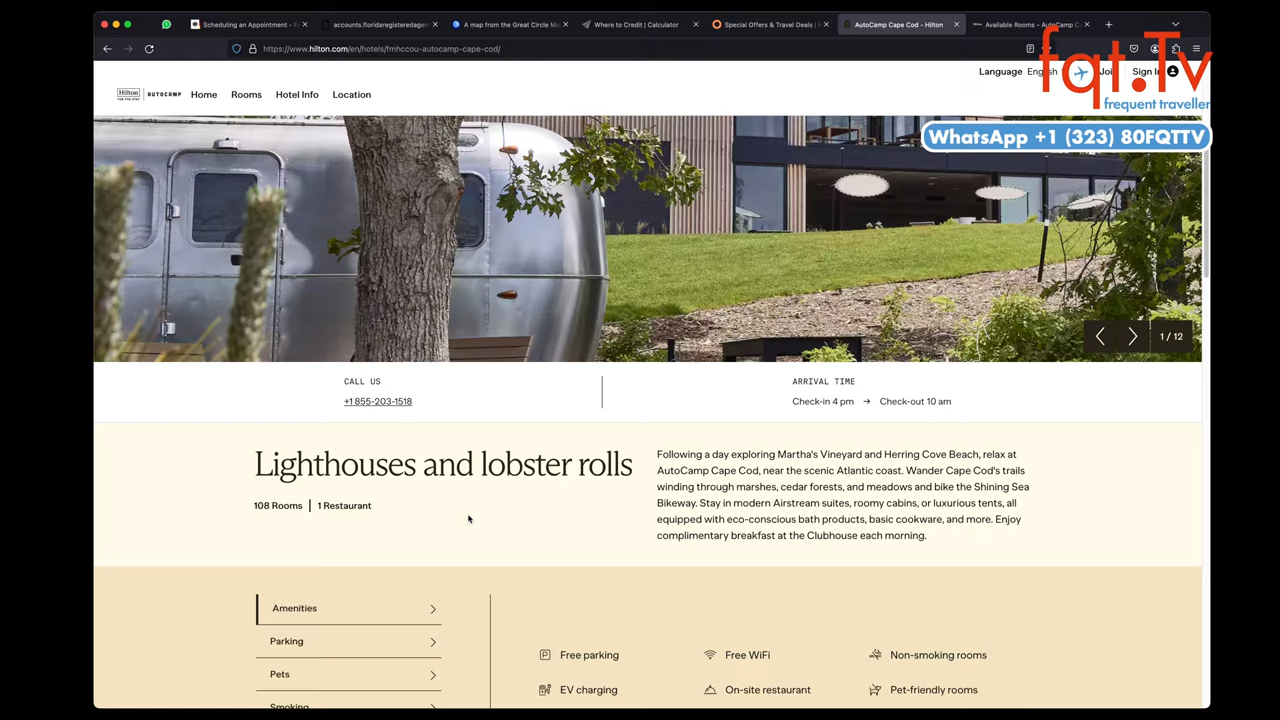 Scheduling an Appointment - F
accounts.floridaregisteredagen
A map from the Great Circle Ma
Where to Credit | Calculator
Special Offers & Travel Deals |
AutoCamp Cape Cod - Hilton
Available Rooms - AutoCamp C
https://www.hilton.com/en/hotels/fmhccou-autocamp-cape-cod/
fqt.Tv
frequent traveller
WhatsApp +1 (323) 80FQTTV
Language English Join Sign In
Hilton
FOR THE STAY
AUTOCAMP
Home Rooms Hotel Info Location
1 / 12
CALL US
+1 855-203-1518
ARRIVAL TIME
Check-in 4 pm → Check-out 10 am
Lighthouses and lobster rolls
108 Rooms | 1 Restaurant
Following a day exploring Martha's Vineyard and Herring Cove Beach, relax at
AutoCamp Cape Cod, near the scenic Atlantic coast. Wander Cape Cod's trails
winding through marshes, cedar forests, and meadows and bike the Shining Sea
Bikeway. Stay in modern Airstream suites, roomy cabins, or luxurious tents, all
equipped with eco-conscious bath products, basic cookware, and more. Enjoy
complimentary breakfast at the Clubhouse each morning.
Amenities
Parking
Pets
Smoking
Free parking Free WiFi Non-smoking rooms
EV charging On-site restaurant Pet-friendly rooms